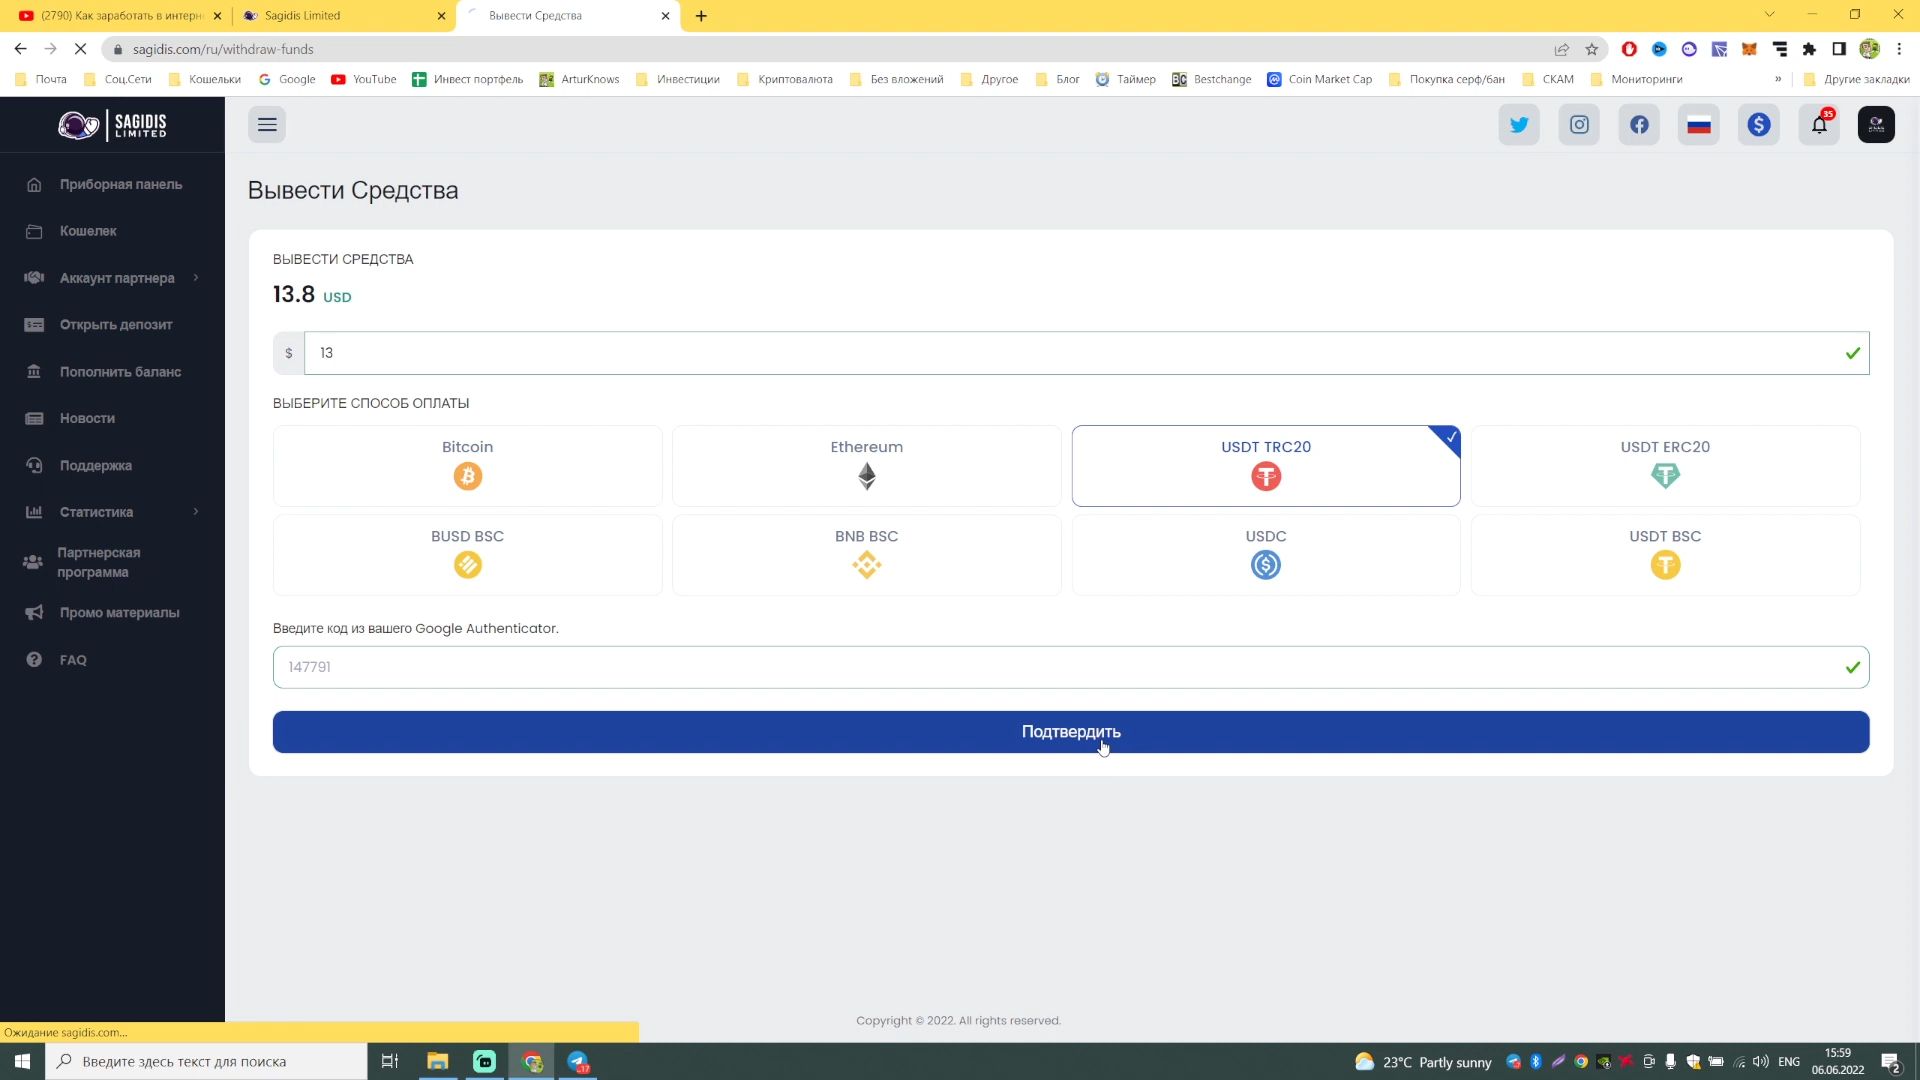 (2790) Как заработать в интерн
Sagidis Limited
Вывести Средства
sagidis.com/ru/withdraw-funds
Почта
Соц.Сети
Кошельки
Google
YouTube
Инвест портфель
ArturKnows
Инвестиции
Криптовалюта
Без вложений
Другое
Блог
Таймер
BC Bestchange
Coin Market Cap
Покупка серф/бан
СКАМ
Мониторинги
»
Другие закладки
SAGIDIS
LIMITED
35
Приборная панель
Кошелек
Аккаунт партнера
Открыть депозит
Пополнить баланс
Новости
Поддержка
Статистика
Партнерская
программа
Промо материалы
FAQ
Вывести Средства
ВЫВЕСТИ СРЕДСТВА
13.8 USD
$ 13
ВЫБЕРИТЕ СПОСОБ ОПЛАТЫ
Bitcoin
Ethereum
USDT TRC20
USDT ERC20
BUSD BSC
BNB BSC
USDC
USDT BSC
Введите код из вашего Google Authenticator.
147791
Подтвердить
Copyright © 2022. All rights reserved.
Ожидание sagidis.com...
Введите здесь текст для поиска
17
23°C Partly sunny
ENG
15:59
06.06.2022
2